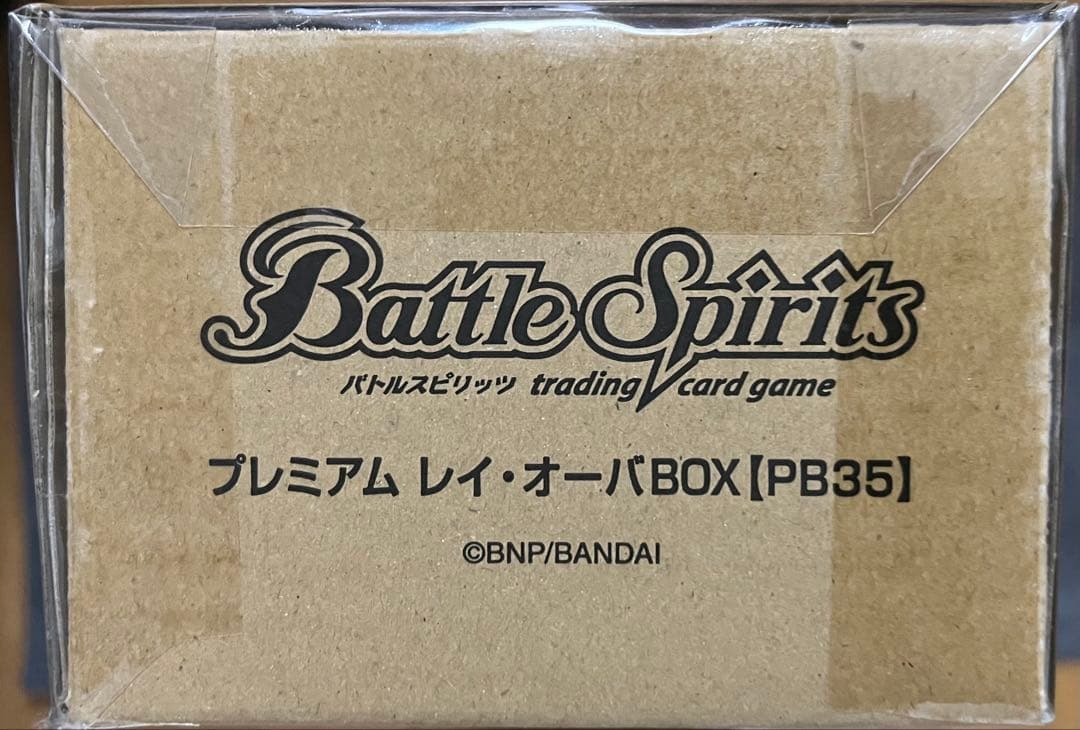 Battle Spirits
バトルスピリッツ trading card game
プレミアム レイ・オーバBOX【PB35】
©BNP/BANDAI